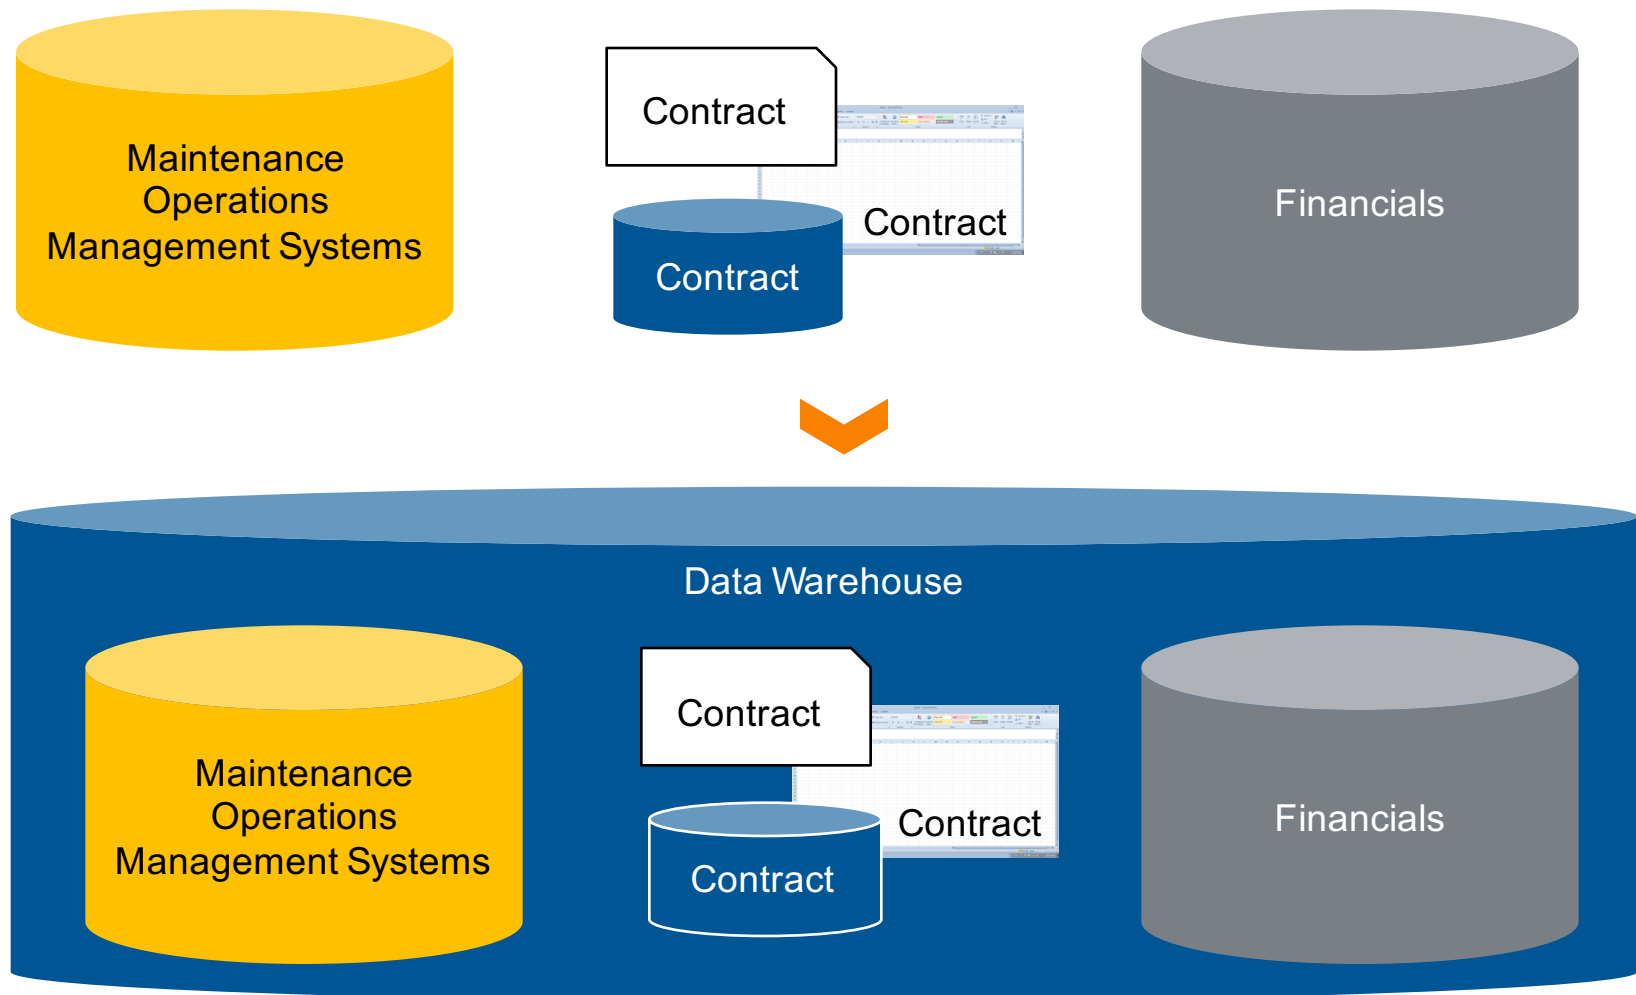 Maintenance
Operations
Management Systems
Contract
Contract
Contract
Financials
Data Warehouse
Maintenance
Operations
Management Systems
Contract
Contract
Contract
Financials